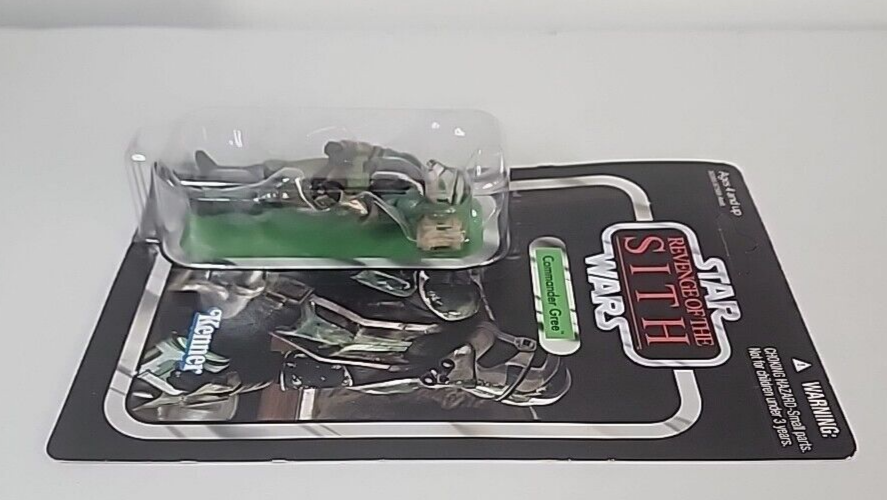 Ages 4 and up
STAR
REVENGE OF THE
SITH
WARS
Commander Gree™
Kenner
WARNING:
CHOKING HAZARD-Small parts.
Not for children under 3 years.